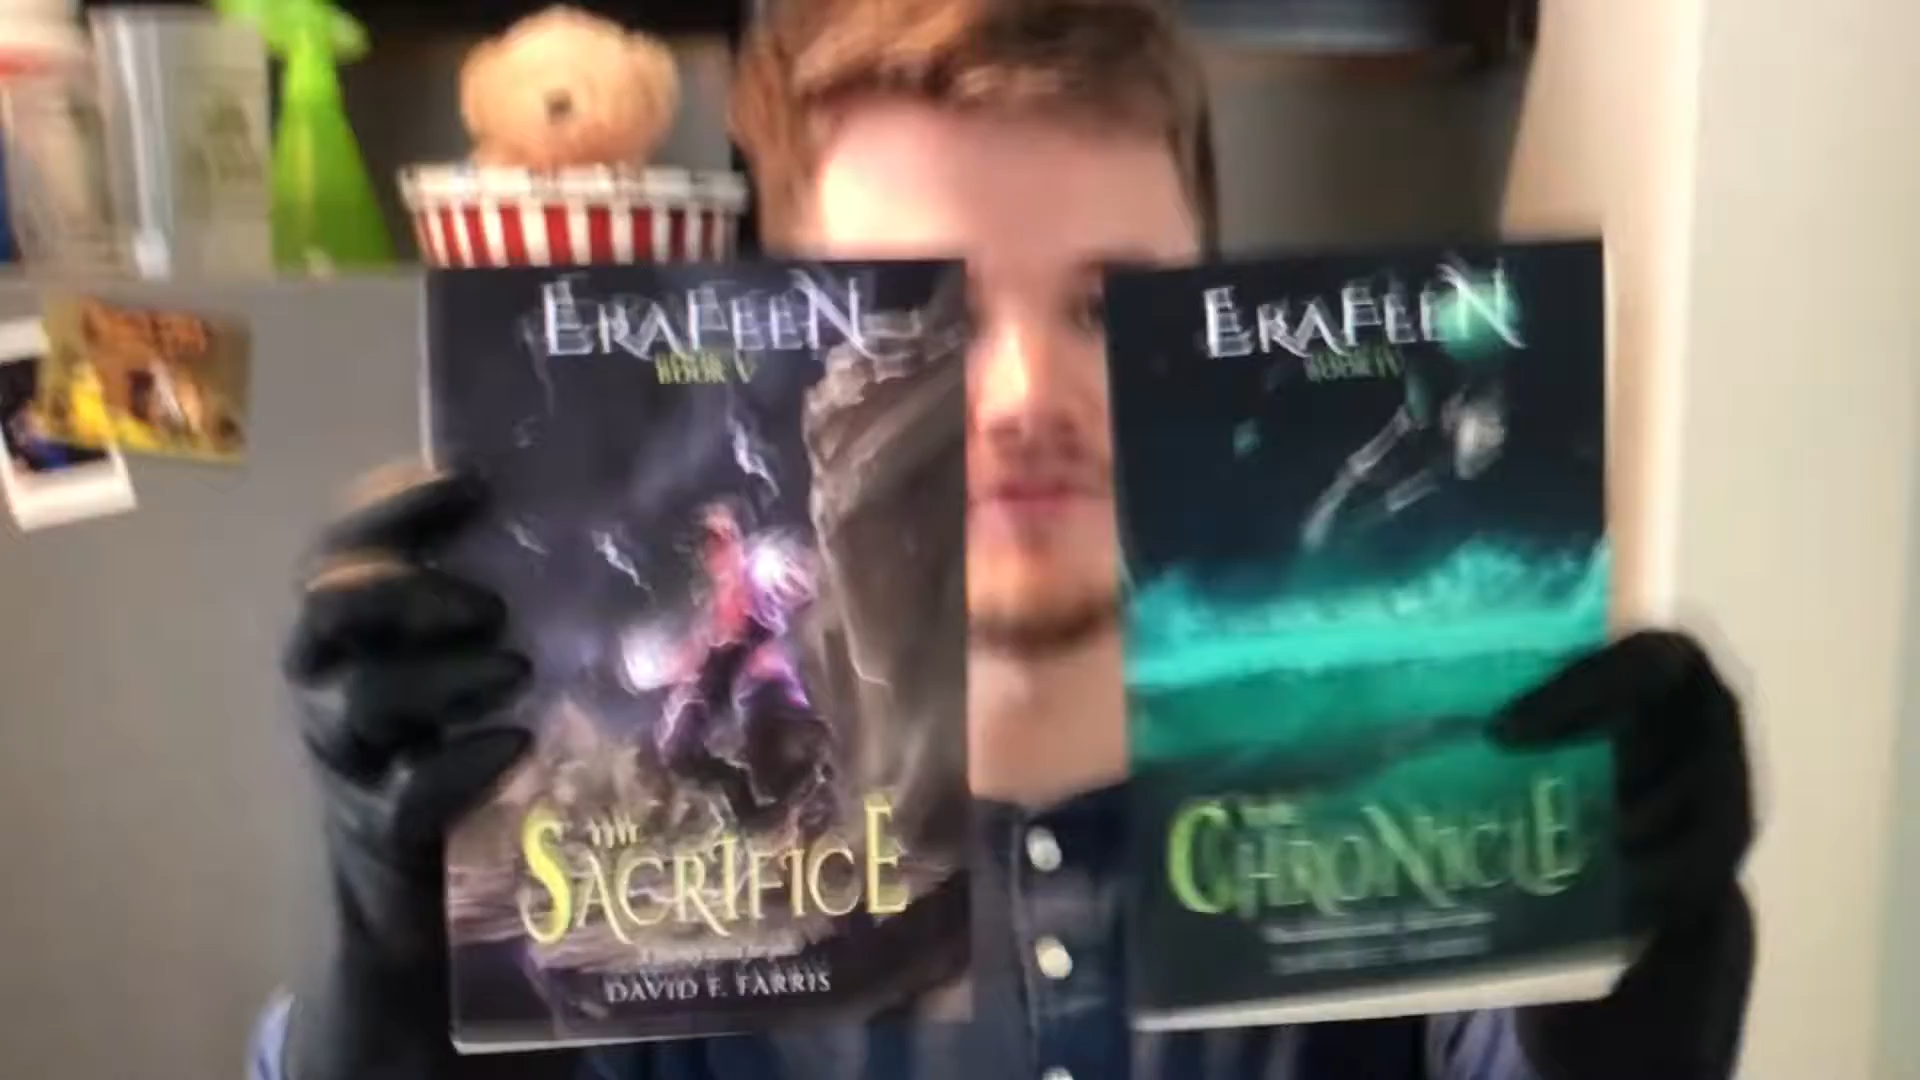 ERAFEEN
BOOK V
THE
SACRIFICE
DAVID F. FARRIS
ERAFEEN
BOOK IV
THE
CHRONICLE